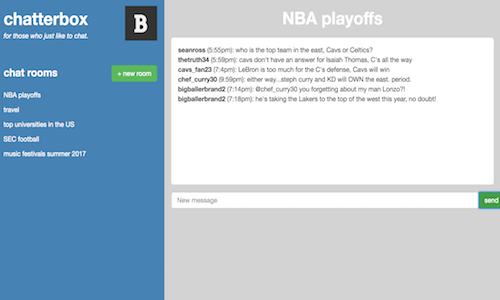 chatterbox
for those who just like to chat.
B
chat rooms
+ new room
NBA playoffs
travel
top universities in the US
SEC football
music festivals summer 2017
NBA playoffs
seanross (5:55pm): who is the top team in the east, Cavs or Celtics?
thetruth34 (5:59pm): cavs don't have an answer for Isaiah Thomas, C's all the way
cavs_fan23 (7:4pm): LeBron is too much for the C's defense, Cavs will win
chef_curry30 (9:15pm): either way...steph curry and KD will OWN the east. period.
bigballerbrand2 (7:14pm): @chef_curry30 you forgetting about my man Lonzo?!
bigballerbrand2 (7:18pm): he's taking the Lakers to the top of the west this year, no doubt!
New message
send